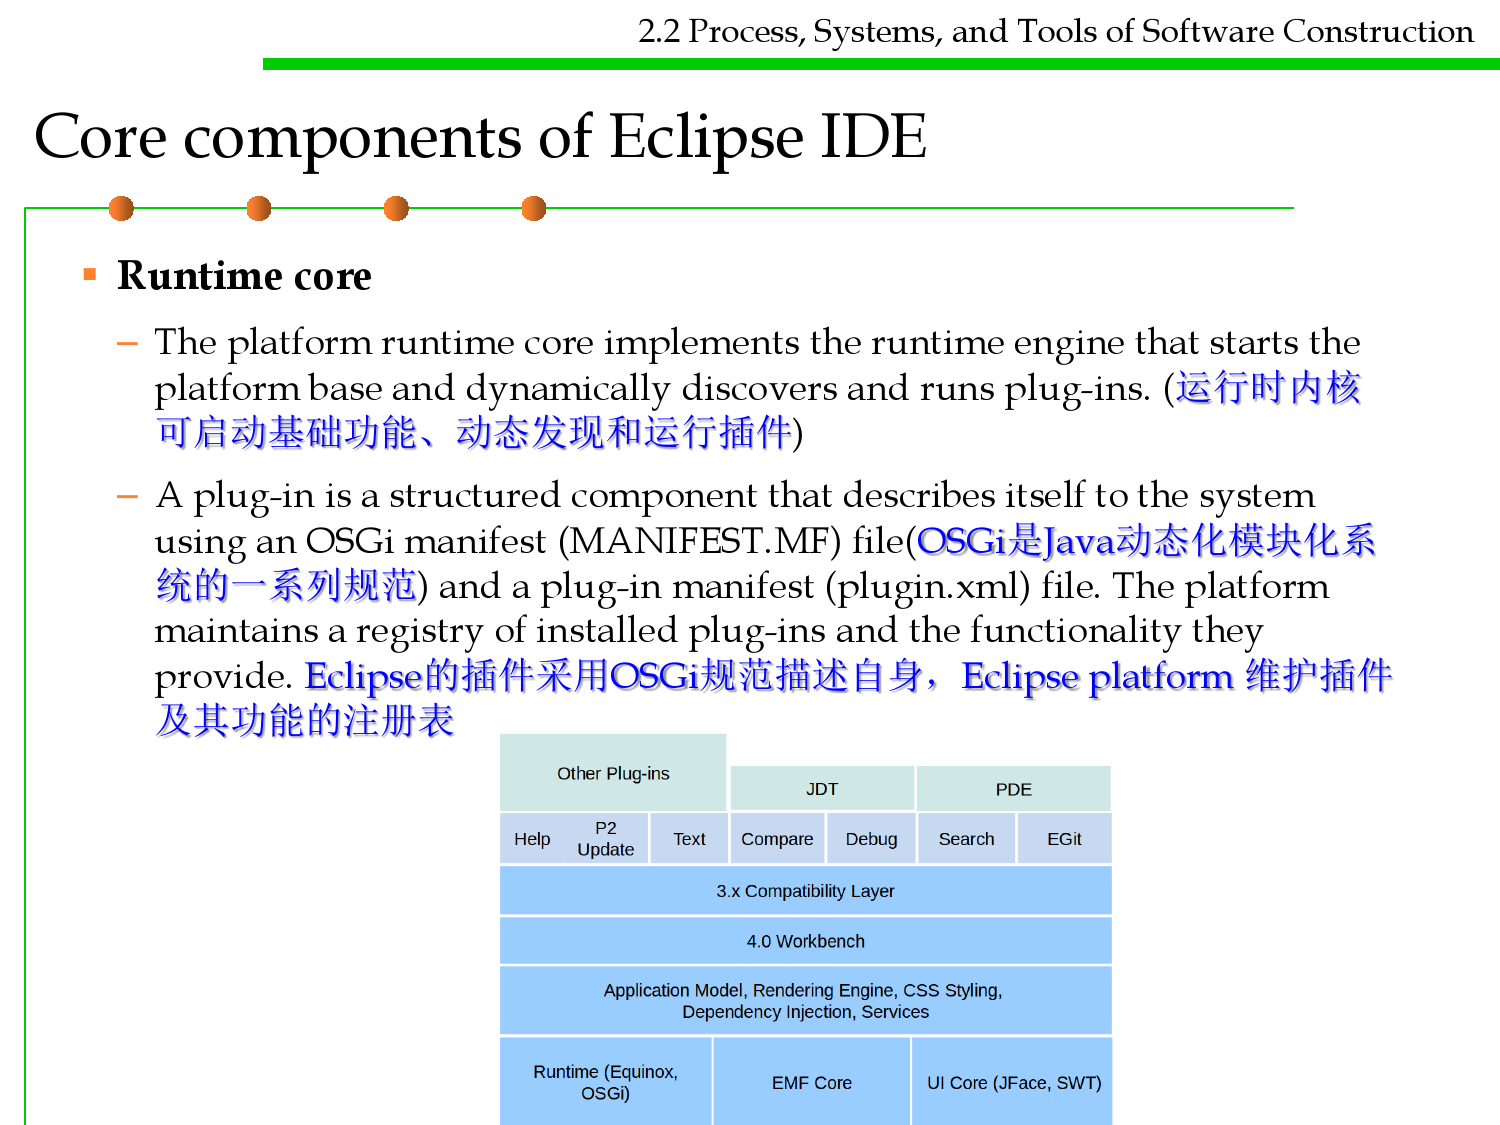 2.2 Process, Systems, and Tools of Software Construction
Core components of Eclipse IDE
Runtime core
– The platform runtime core implements the runtime engine that starts the
platform base and dynamically discovers and runs plug-ins. (运行时内核
可启动基础功能、动态发现和运行插件)
– A plug-in is a structured component that describes itself to the system
using an OSGi manifest (MANIFEST.MF) file(OSGi是Java动态化模块化系
统的一系列规范) and a plug-in manifest (plugin.xml) file. The platform
maintains a registry of installed plug-ins and the functionality they
provide. Eclipse的插件采用OSGi规范描述自身，Eclipse platform 维护插件
及其功能的注册表
Other Plug-ins
JDT
PDE
Help
P2
Update
Text
Compare
Debug
Search
EGit
3.x Compatibility Layer
4.0 Workbench
Application Model, Rendering Engine, CSS Styling,
Dependency Injection, Services
Runtime (Equinox,
OSGi)
EMF Core
UI Core (JFace, SWT)